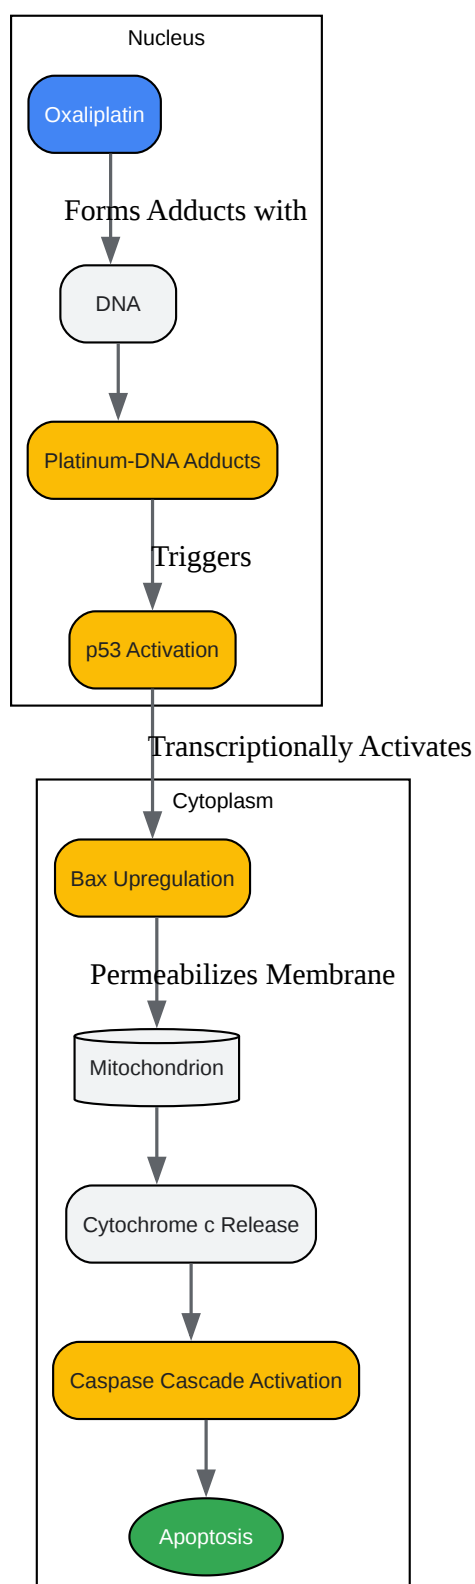 Nucleus
Oxaliplatin
Forms Adducts with
DNA
Platinum-DNA Adducts
Triggers
p53 Activation
Transcriptionally Activates
Cytoplasm
Bax Upregulation
Permeabilizes Membrane
Mitochondrion
Cytochrome c Release
Caspase Cascade Activation
Apoptosis